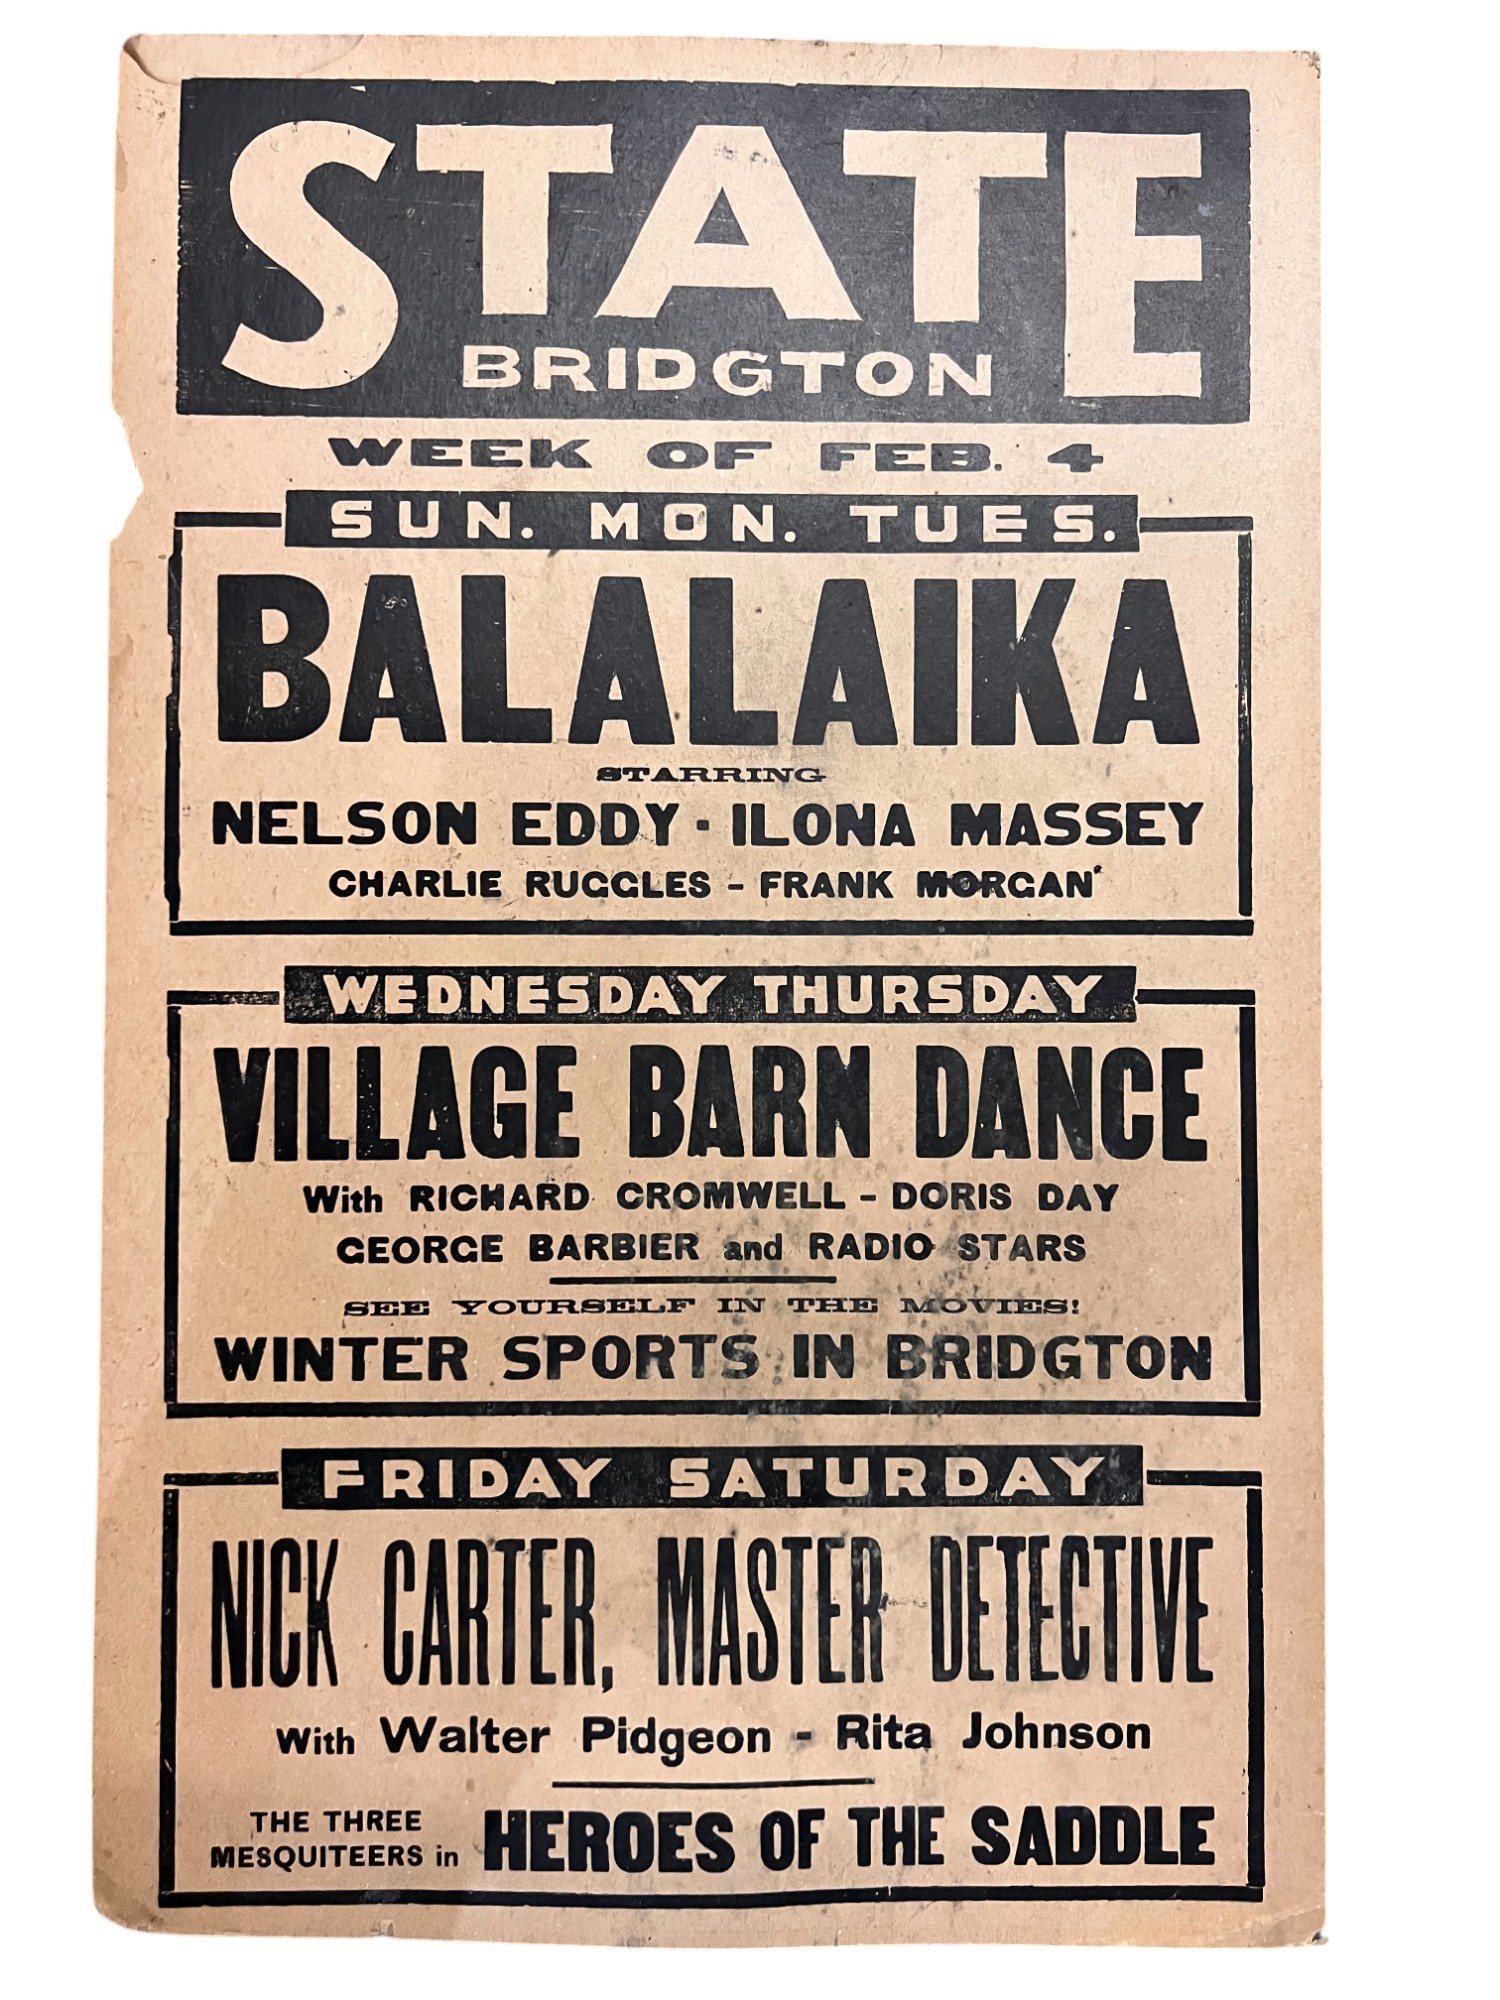 STATE
BRIDGTON
WEEK OF FEB. 4
SUN. MON. TUES.
BALALAIKA
STARRING
NELSON EDDY · ILONA MASSEY
CHARLIE RUGGLES - FRANK MORGAN
WEDNESDAY THURSDAY
VILLAGE BARN DANCE
With RICHARD CROMWELL - DORIS DAY
GEORGE BARBIER and RADIO STARS
SEE YOURSELF IN THE MOVIES!
WINTER SPORTS IN BRIDGTON
FRIDAY SATURDAY
NICK CARTER, MASTER DETECTIVE
With Walter Pidgeon - Rita Johnson
THE THREE
MESQUITEERS in HEROES OF THE SADDLE